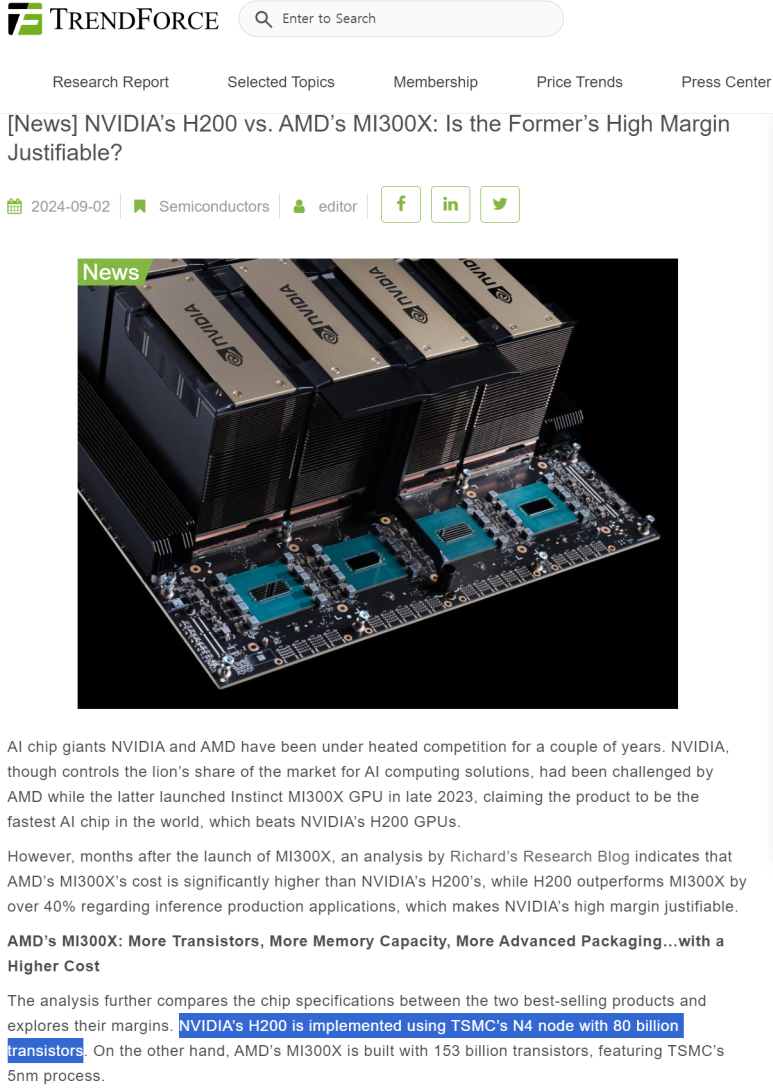 TRENDFORCE
Enter to Search
Research Report Selected Topics Membership Price Trends Press Center
[News] NVIDIA’s H200 vs. AMD’s MI300X: Is the Former’s High Margin
Justifiable?
2024-09-02 Semiconductors editor
News
NVIDIA NVIDIA NVIDIA NVIDIA
AI chip giants NVIDIA and AMD have been under heated competition for a couple of years. NVIDIA,
though controls the lion’s share of the market for AI computing solutions, had been challenged by
AMD while the latter launched Instinct MI300X GPU in late 2023, claiming the product to be the
fastest AI chip in the world, which beats NVIDIA’s H200 GPUs.
However, months after the launch of MI300X, an analysis by Richard’s Research Blog indicates that
AMD’s MI300X’s cost is significantly higher than NVIDIA’s H200’s, while H200 outperforms MI300X by
over 40% regarding inference production applications, which makes NVIDIA’s high margin justifiable.
AMD’s MI300X: More Transistors, More Memory Capacity, More Advanced Packaging…with a
Higher Cost
The analysis further compares the chip specifications between the two best-selling products and
explores their margins. NVIDIA’s H200 is implemented using TSMC’s N4 node with 80 billion
transistors. On the other hand, AMD’s MI300X is built with 153 billion transistors, featuring TSMC’s
5nm process.